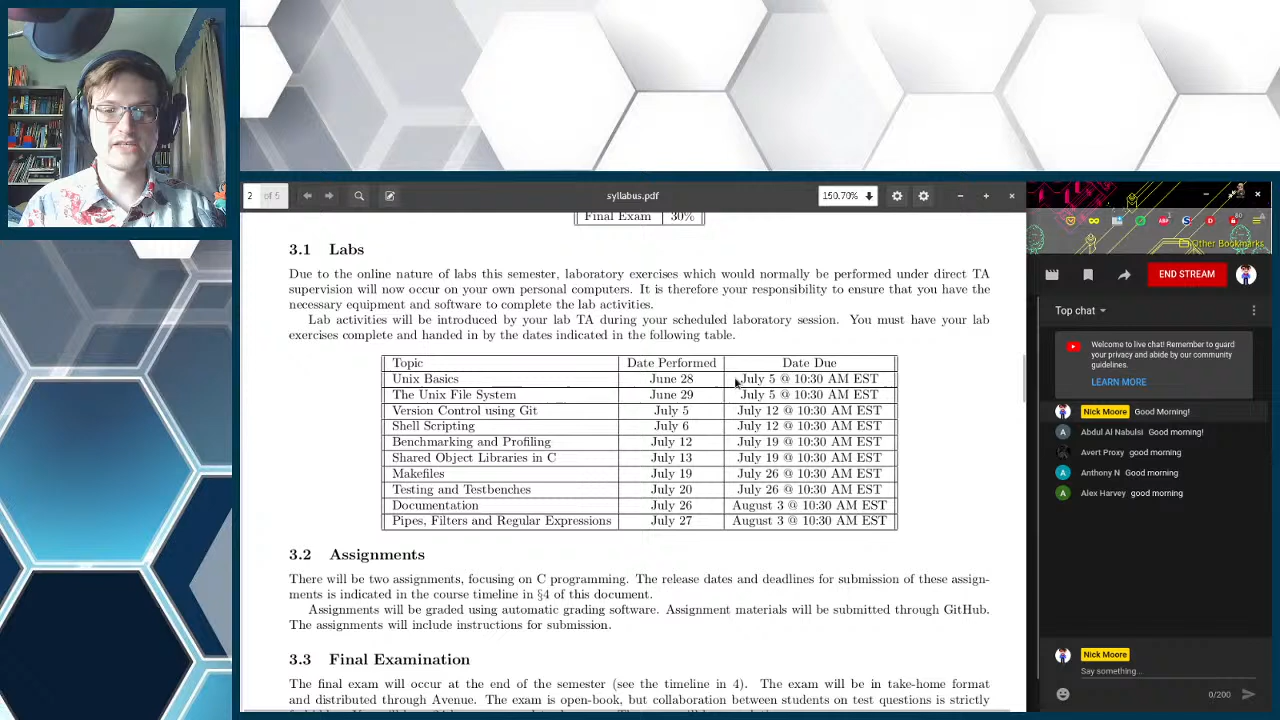 2 of 5
syllabus.pdf
150.70%
Final Exam 30%
3.1 Labs
Due to the online nature of labs this semester, laboratory exercises which would normally be performed under direct TA
supervision will now occur on your own personal computers. It is therefore your responsibility to ensure that you have the
necessary equipment and software to complete the lab activities.
Lab activities will be introduced by your lab TA during your scheduled laboratory session. You must have your lab
exercises complete and handed in by the dates indicated in the following table.
Topic Date Performed Date Due
Unix Basics June 28 July 5 @ 10:30 AM EST
The Unix File System June 29 July 5 @ 10:30 AM EST
Version Control using Git July 5 July 12 @ 10:30 AM EST
Shell Scripting July 6 July 12 @ 10:30 AM EST
Benchmarking and Profiling July 12 July 19 @ 10:30 AM EST
Shared Object Libraries in C July 13 July 19 @ 10:30 AM EST
Makefiles July 19 July 26 @ 10:30 AM EST
Testing and Testbenches July 20 July 26 @ 10:30 AM EST
Documentation July 26 August 3 @ 10:30 AM EST
Pipes, Filters and Regular Expressions July 27 August 3 @ 10:30 AM EST
3.2 Assignments
There will be two assignments, focusing on C programming. The release dates and deadlines for submission of these assign-
ments is indicated in the course timeline in §4 of this document.
Assignments will be graded using automatic grading software. Assignment materials will be submitted through GitHub.
The assignments will include instructions for submission.
3.3 Final Examination
The final exam will run at the end of the semester (see the timeline in 4). The exam will be in take-home format
and distributed through Avenue. The exam is open-book, but collaboration between students on test questions is strictly
Other Bookmarks
END STREAM
Top chat
Welcome to live chat! Remember to guard
your privacy and abide by our community
guidelines.
LEARN MORE
Nick Moore Good Morning!
A Abdul Al Nabulsi Good morning!
Avert Proxy good morning
A Anthony N Good morning
A Alex Harvey good morning
Nick Moore
Say something...
0/200